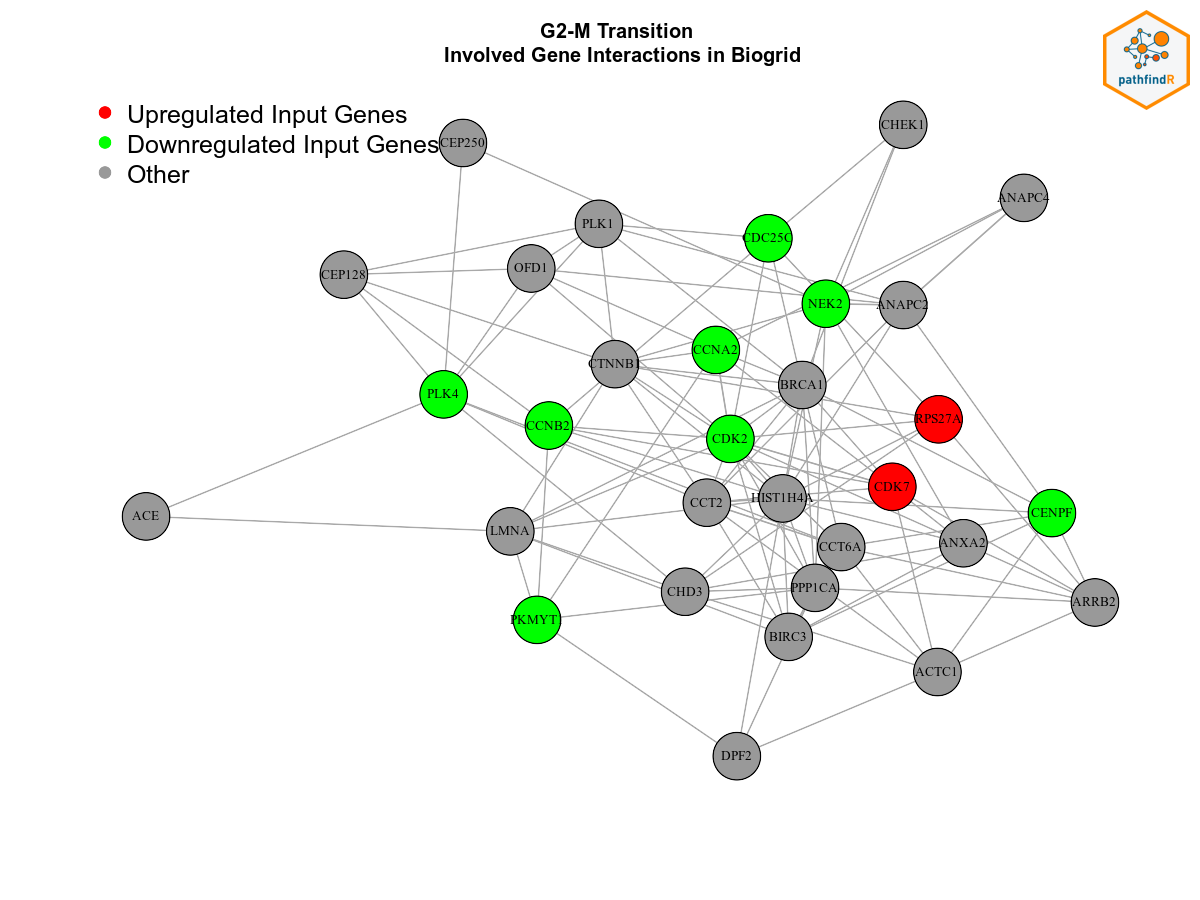 G2-M Transition
Involved Gene Interactions in Biogrid
pathfindR
Upregulated Input Genes
Downregulated Input Genes
Other
CEP250
CHEK1
ANAPC4
PLK1
CDC25C
CEP128
OFD1
NEK2
ANAPC2
CCNA2
CTNNB1
BRCA1
PLK4
CCNB2
CDK2
RPS27A
CDK7
HIST1H4A
CCT2
ACE
LMNA
CENPF
CCT6A
ANXA2
CHD3
PPP1CA
ARRB2
PKMYT
BIRC3
ACTC1
DPF2